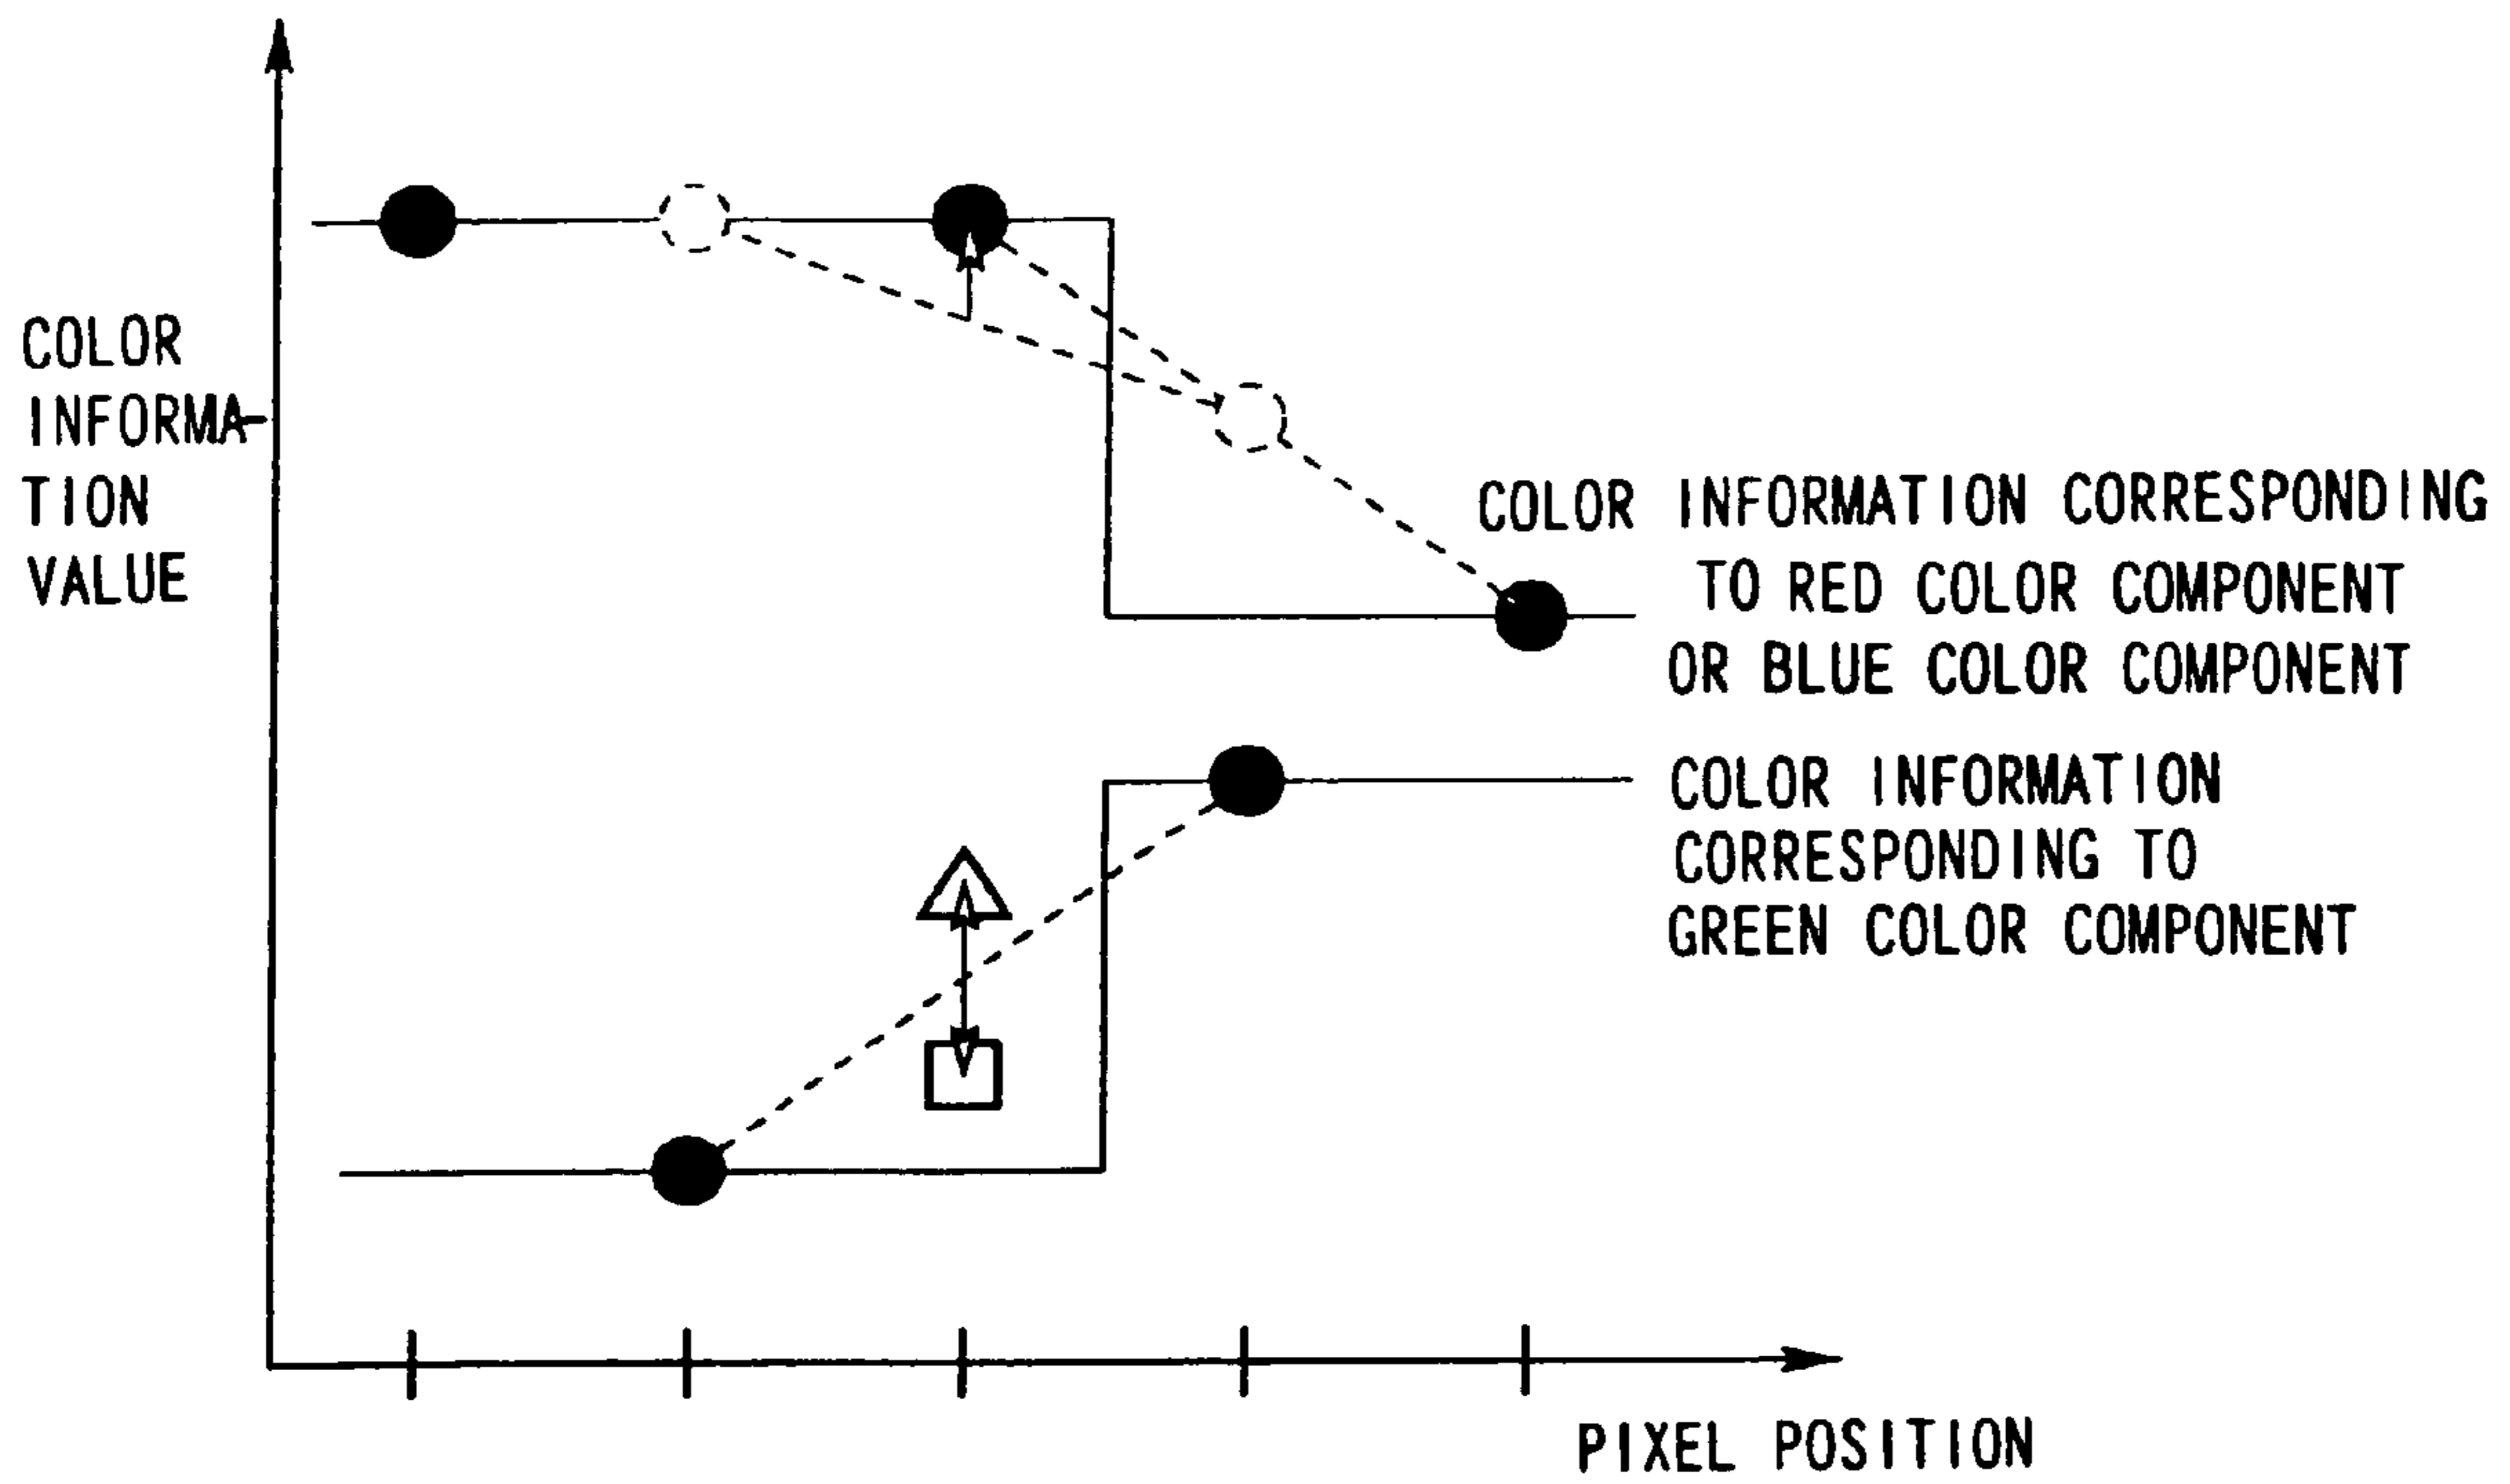 COLOR
INFORMA-
TION
VALUE
COLOR INFORMATION CORRESPONDING
TO RED COLOR COMPONENT
OR BLUE COLOR COMPONENT
COLOR INFORMATION
CORRESPONDING TO
GREEN COLOR COMPONENT
PIXEL POSITION